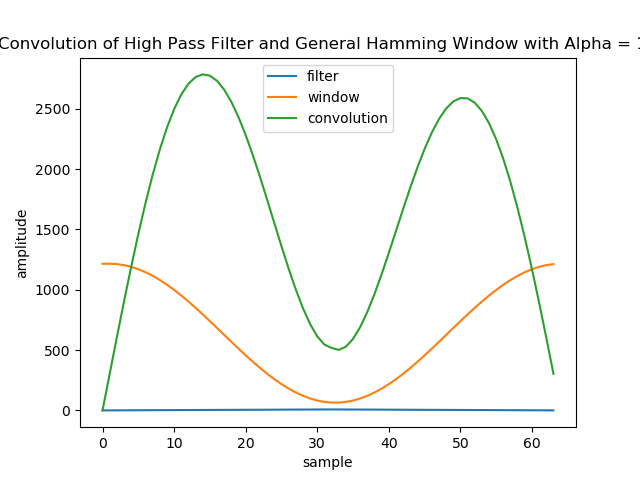 Convolution of High Pass Filter and General Hamming Window with Alpha = 1
filter
window
convolution
amplitude
2500
2000
1500
1000
500
0
0 10 20 30 40 50 60
sample